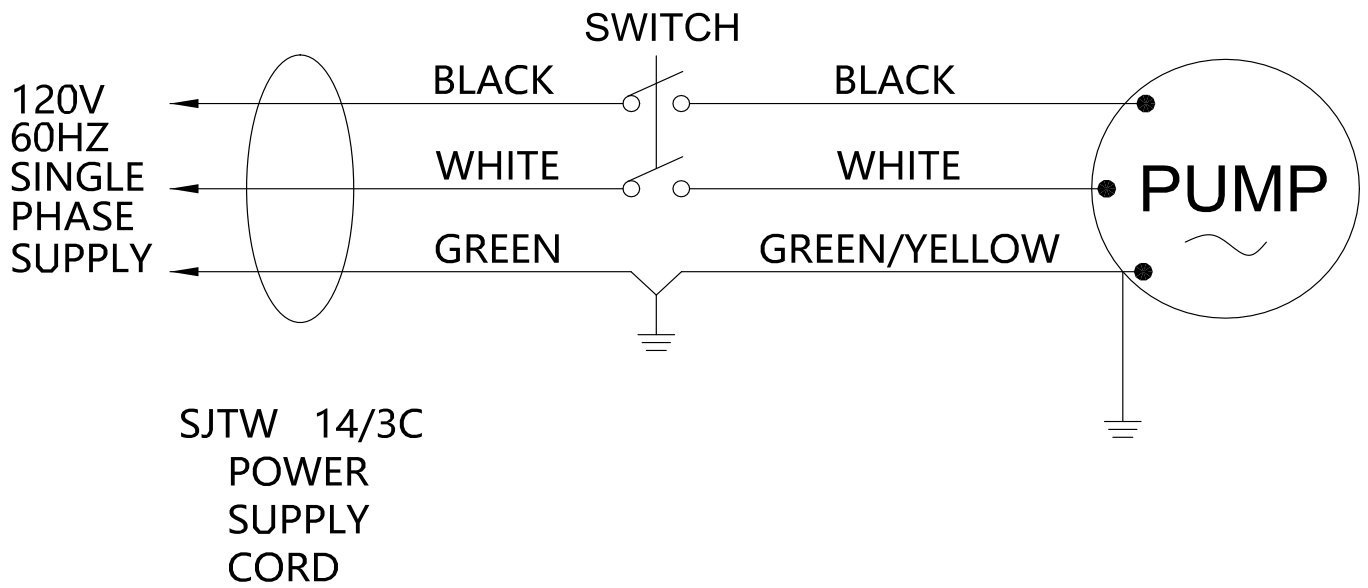 SWITCH
BLACK
BLACK
120V
60HZ
SINGLE
PHASE
SUPPLY
WHITE
WHITE
PUMP
GREEN
GREEN/YELLOW
SJTW 14/3C
POWER
SUPPLY
CORD